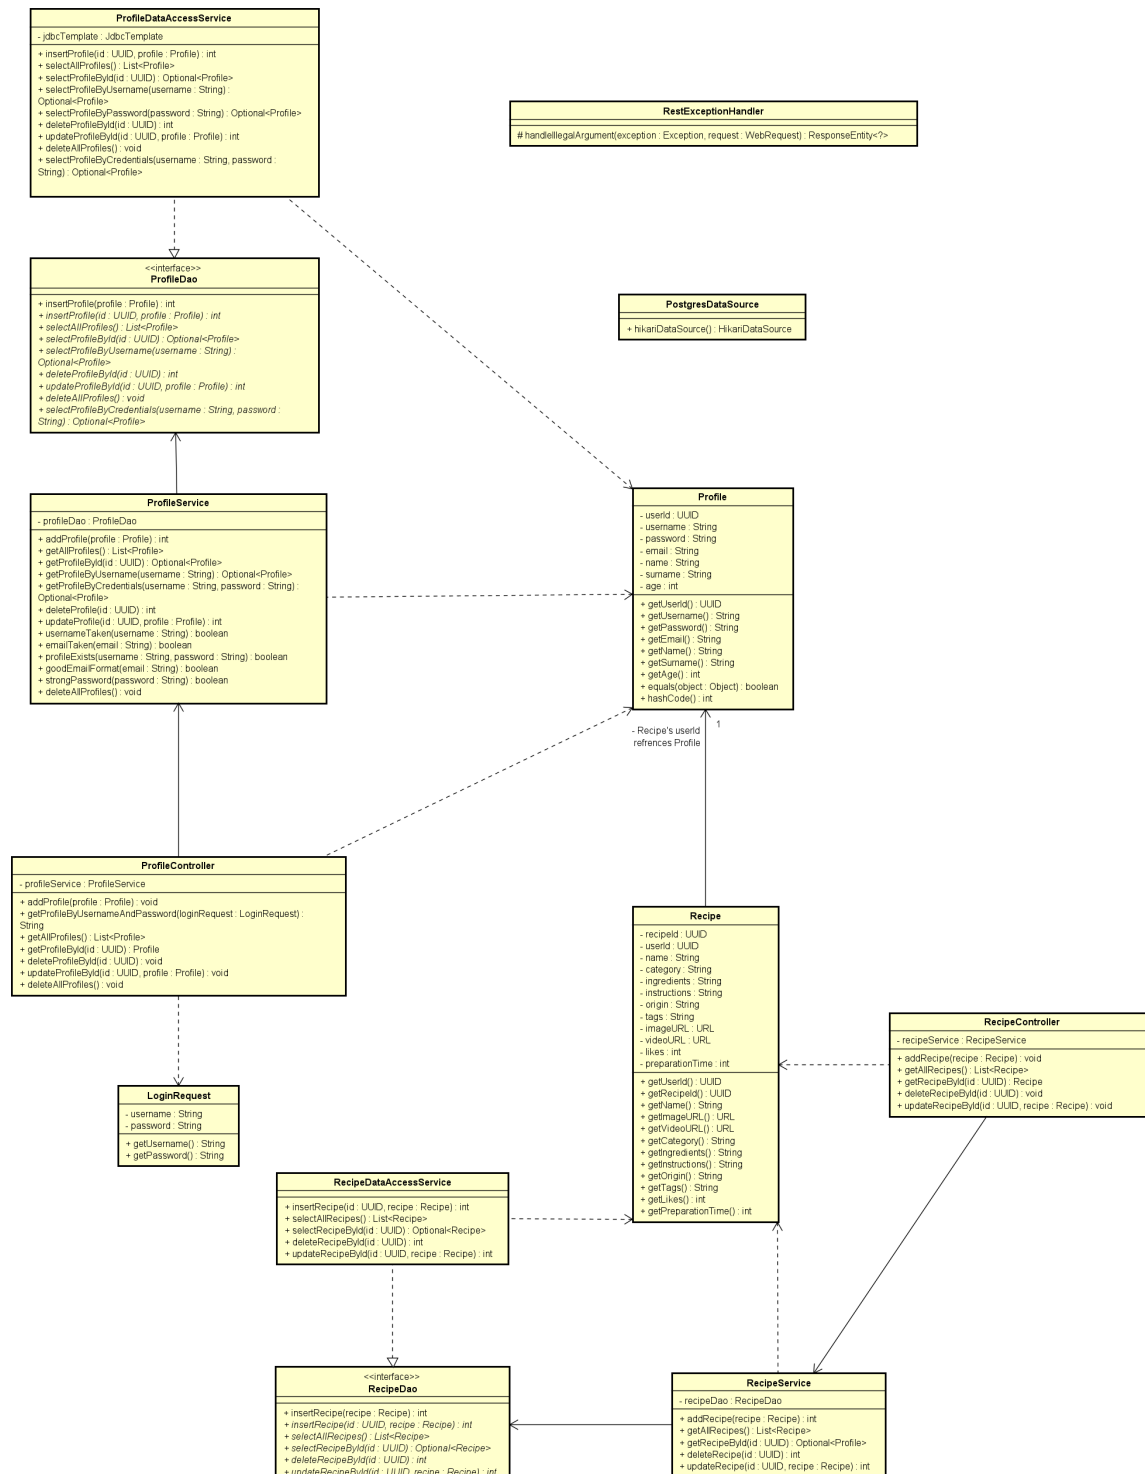 ProfileDataAccessService
- jdbcTemplate : JdbcTemplate
+ insertProfile(id : UUID, profile : Profile) : int
+ selectAllProfiles() : List<Profile>
+ selectProfileById(id : UUID) : Optional<Profile>
+ selectProfileByUsername(username : String) :
Optional<Profile>
+ selectProfileByPassword(password : String) : Optional<Profile>
+ deleteProfileById(id : UUID) : int
+ updateProfileById(id : UUID, profile : Profile) : int
+ deleteAllProfiles() : void
+ selectProfileByCredentials(username : String, password :
String) : Optional<Profile>
RestExceptionHandler
# handleIllegalArgument(exception : Exception, request : WebRequest) : ResponseEntity<?>
<<interface>>
ProfileDao
+ insertProfile(profile : Profile) : int
+ insertProfile(id : UUID, profile : Profile) : int
+ selectAllProfiles() : List<Profile>
+ selectProfileById(id : UUID) : Optional<Profile>
+ selectProfileByUsername(username : String) :
Optional<Profile>
+ deleteProfileById(id : UUID) : int
+ updateProfileById(id : UUID, profile : Profile) : int
+ deleteAllProfiles() : void
+ selectProfileByCredentials(username : String, password :
String) : Optional<Profile>
PostgresDataSource
+ hikariDataSource() : HikariDataSource
ProfileService
- profileDao : ProfileDao
+ addProfile(profile : Profile) : int
+ getAllProfiles() : List<Profile>
+ getProfileById(id : UUID) : Optional<Profile>
+ getProfileByUsername(username : String) : Optional<Profile>
+ getProfileByCredentials(username : String, password : String) :
Optional<Profile>
+ deleteProfile(id : UUID) : int
+ updateProfile(id : UUID, profile : Profile) : int
+ usernameTaken(username : String) : boolean
+ emailTaken(email : String) : boolean
+ profileExists(username : String, password : String) : boolean
+ goodEmailFormat(email : String) : boolean
+ strongPassword(password : String) : boolean
+ deleteAllProfiles() : void
Profile
- userId : UUID
- username : String
- password : String
- email : String
- name : String
- surname : String
- age : int
+ getUserId() : UUID
+ getUsername() : String
+ getPassword() : String
+ getEmail() : String
+ getName() : String
+ getSurname() : String
+ getAge() : int
+ equals(object : Object) : boolean
+ hashCode() : int
- Recipe's userId
refrences Profile
1
ProfileController
- profileService : ProfileService
+ addProfile(profile : Profile) : void
+ getProfileByUsernameAndPassword(loginRequest : LoginRequest) :
String
+ getAllProfiles() : List<Profile>
+ getProfileById(id : UUID) : Profile
+ deleteProfileById(id : UUID) : void
+ updateProfileById(id : UUID, profile : Profile) : void
+ deleteAllProfiles() : void
Recipe
- recipeId : UUID
- userId : UUID
- name : String
- category : String
- ingredients : String
- instructions : String
- origin : String
- tags : String
- imageURL : URL
- videoURL : URL
- likes : int
- preparationTime : int
+ getUserId() : UUID
+ getRecipeId() : UUID
+ getName() : String
+ getImageURL() : URL
+ getVideoURL() : URL
+ getCategory() : String
+ getIngredients() : String
+ getInstructions() : String
+ getOrigin() : String
+ getTags() : String
+ getLikes() : int
+ getPreparationTime() : int
RecipeController
- recipeService : RecipeService
+ addRecipe(recipe : Recipe) : void
+ getAllRecipes() : List<Recipe>
+ getRecipeById(id : UUID) : Recipe
+ deleteRecipeById(id : UUID) : void
+ updateRecipeById(id : UUID, recipe : Recipe) : void
LoginRequest
- username : String
- password : String
+ getUsername() : String
+ getPassword() : String
RecipeDataAccessService
+ insertRecipe(id : UUID, recipe : Recipe) : int
+ selectAllRecipes() : List<Recipe>
+ selectRecipeById(id : UUID) : Optional<Recipe>
+ deleteRecipeById(id : UUID) : int
+ updateRecipeById(id : UUID, recipe : Recipe) : int
<<interface>>
RecipeDao
+ insertRecipe(recipe : Recipe) : int
+ insertRecipe(id : UUID, recipe : Recipe) : int
+ selectAllRecipes() : List<Recipe>
+ selectRecipeById(id : UUID) : Optional<Recipe>
+ deleteRecipeById(id : UUID) : int
+ updateRecipeById(id : UUID, recipe : Recipe) : int
RecipeService
- recipeDao : RecipeDao
+ addRecipe(recipe : Recipe) : int
+ getAllRecipes() : List<Recipe>
+ getRecipeById(id : UUID) : Optional<Profile>
+ deleteRecipe(id : UUID) : int
+ updateRecipe(id : UUID, recipe : Recipe) : int